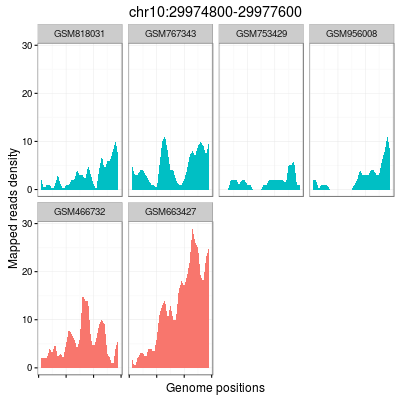 chr10:29974800-29977600
GSM818031 GSM767343 GSM753429 GSM956008
30
20
10
0
Mapped reads density
GSM466732 GSM663427
30
20
10
0
Genome positions